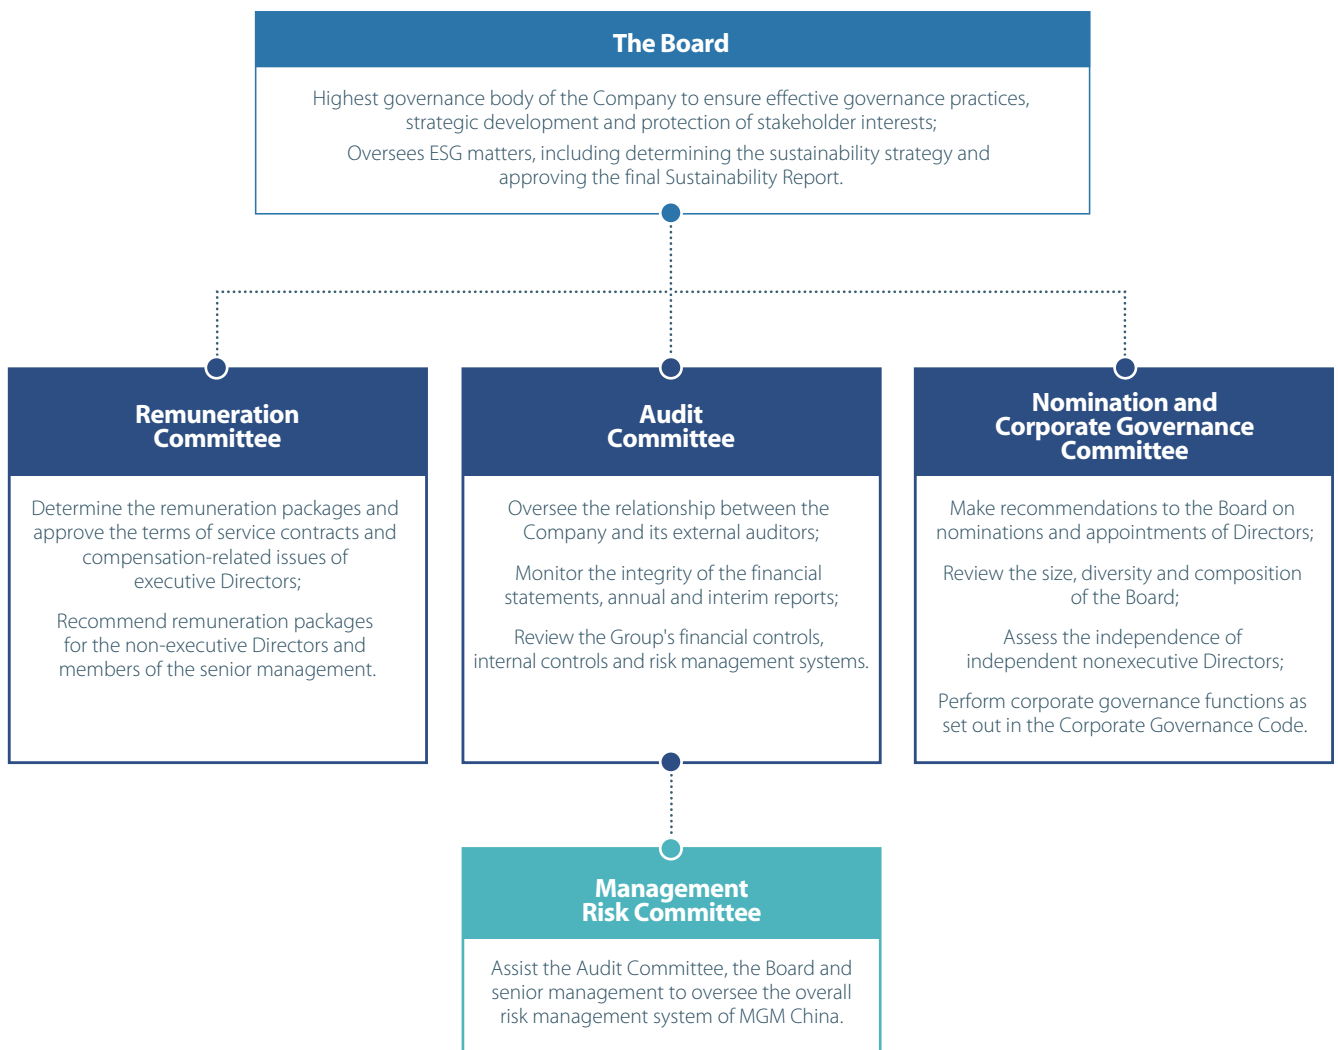 The Board
Highest governance body of the Company to ensure effective governance practices,
strategic development and protection of stakeholder interests;
Oversees ESG matters, including determining the sustainability strategy and
approving the final Sustainability Report.
Remuneration
Committee
Determine the remuneration packages and
approve the terms of service contracts and
compensation-related issues of
executive Directors;
Recommend remuneration packages
for the non-executive Directors and
members of the senior management.
Audit
Committee
Oversee the relationship between the
Company and its external auditors;
Monitor the integrity of the financial
statements, annual and interim reports;
Review the Group's financial controls,
internal controls and risk management systems.
Nomination and
Corporate Governance
Committee
Make recommendations to the Board on
nominations and appointments of Directors;
Review the size, diversity and composition
of the Board;
Assess the independence of
independent nonexecutive Directors;
Perform corporate governance functions as
set out in the Corporate Governance Code.
Management
Risk Committee
Assist the Audit Committee, the Board and
senior management to oversee the overall
risk management system of MGM China.